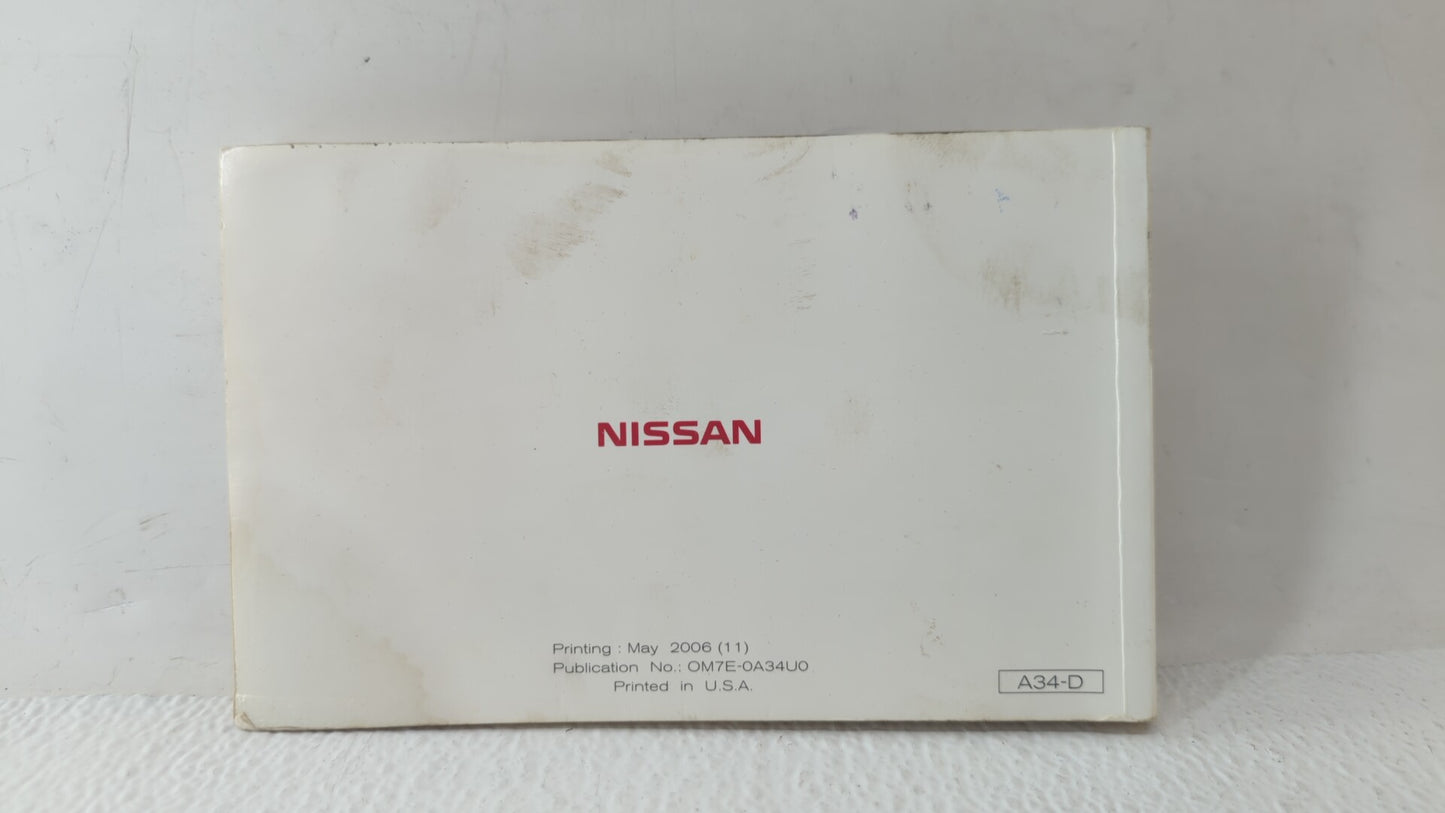 NISSAN
Printing : May 2006 (11)
Publication No.: OM7E-0A34U0
Printed in U.S.A.
A34-D